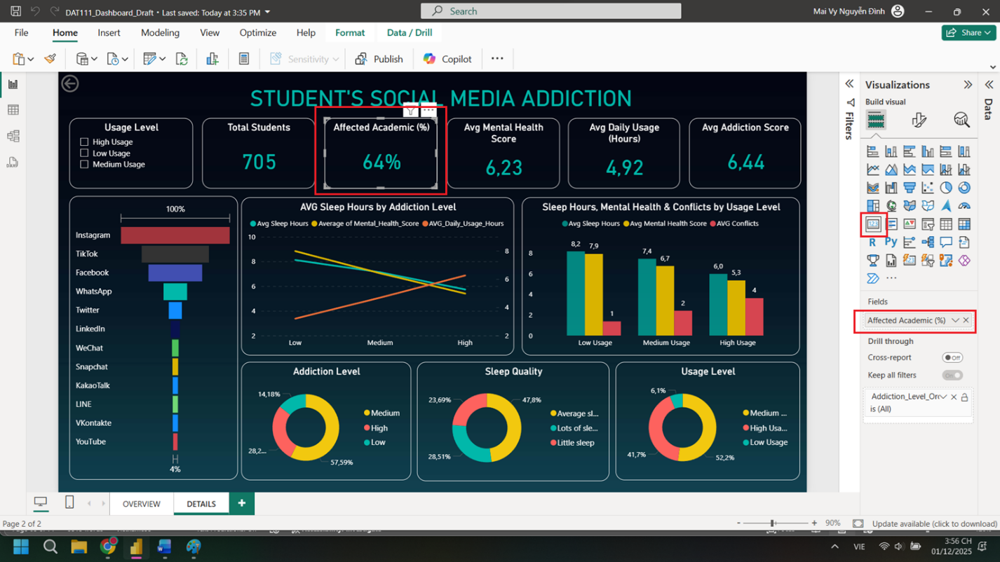 DAT111_Dashboard_Draft • Last saved: Today at 3:35 PM
Search
Mai Vy Nguyễn Đình
File
Home
Insert
Modeling
View
Optimize
Help
Format
Data / Drill
Share
Sensitivity
Publish
Copilot
STUDENT'S SOCIAL MEDIA ADDICTION
Usage Level
High Usage
Low Usage
Medium Usage
Total Students
705
Affected Academic (%)
64%
Avg Mental Health
Score
6,23
Avg Daily Usage
(Hours)
4,92
Avg Addiction Score
6,44
100%
Instagram
TikTok
Facebook
WhatsApp
Twitter
LinkedIn
WeChat
Snapchat
KakaoTalk
LINE
VKontakte
YouTube
4%
AVG Sleep Hours by Addiction Level
Avg Sleep Hours
Average of Mental_Health_Score
AVG_Daily_Usage_Hours
10
8
6
4
2
8
6
4
2
Low
Medium
High
Sleep Hours, Mental Health & Conflicts by Usage Level
Avg Sleep Hours
Avg Mental Health Score
AVG Conflicts
8
6
4
2
0
8,2
7,9
1
7,4
6,7
2
6,0
5,3
4
Low Usage
Medium Usage
High Usage
Addiction Level
14,18%
28,2...
57,59%
Medium
High
Low
Sleep Quality
23,69%
47,8%
28,51%
Average sl...
Lots of sle...
Little sleep
Usage Level
6,1%
41,7%
52,2%
Medium ...
High Usa...
Low Usage
Filters
Visualizations
Build visual
123
R
Py
Fields
Affected Academic (%)
Drill through
Cross-report
Off
Keep all filters
On
Addiction_Level_Orc
is (All)
Data
OVERVIEW
DETAILS
Page 2 of 2
90%
Update available (click to download)
VIE
3:56 CH
01/12/2025